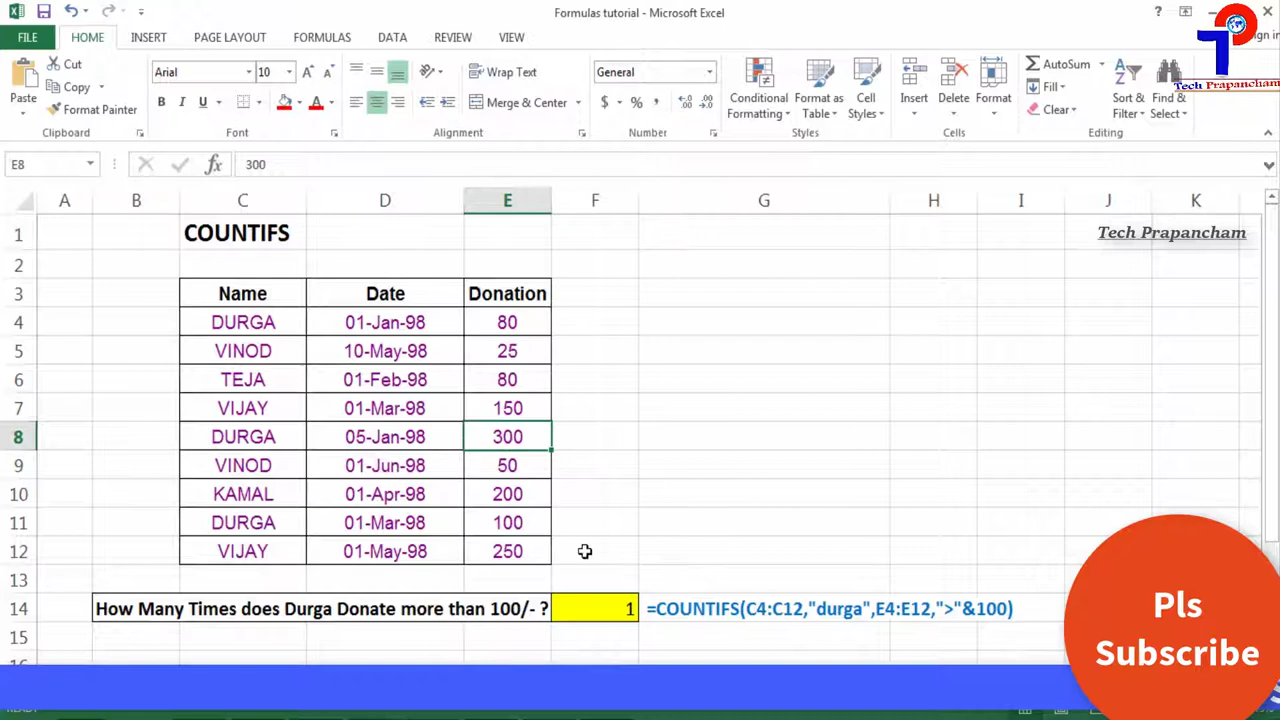 Formulas tutorial - Microsoft Excel
FILE HOME INSERT PAGE LAYOUT FORMULAS DATA REVIEW VIEW
Tech Prapancham
Paste Cut Copy Format Painter
Arial 10
B I U
Wrap Text
Merge & Center
General
$ %
Conditional Formatting
Format as Table
Cell Styles
Insert Delete Format
AutoSum
Fill
Clear
Sort & Filter
Find & Select
Clipboard Font Alignment Number Styles Cells Editing
E8 fx 300
A B C D E F G H I J K
1 COUNTIFS Tech Prapancham
2
3 Name Date Donation
4 DURGA 01-Jan-98 80
5 VINOD 10-May-98 25
6 TEJA 01-Feb-98 80
7 VIJAY 01-Mar-98 150
8 DURGA 05-Jan-98 300
9 VINOD 01-Jun-98 50
10 KAMAL 01-Apr-98 200
11 DURGA 01-Mar-98 100
12 VIJAY 01-May-98 250
13
14 How Many Times does Durga Donate more than 100/- ? 1 =COUNTIFS(C4:C12,"durga",E4:E12,">"&100)
15
Pls
Subscribe